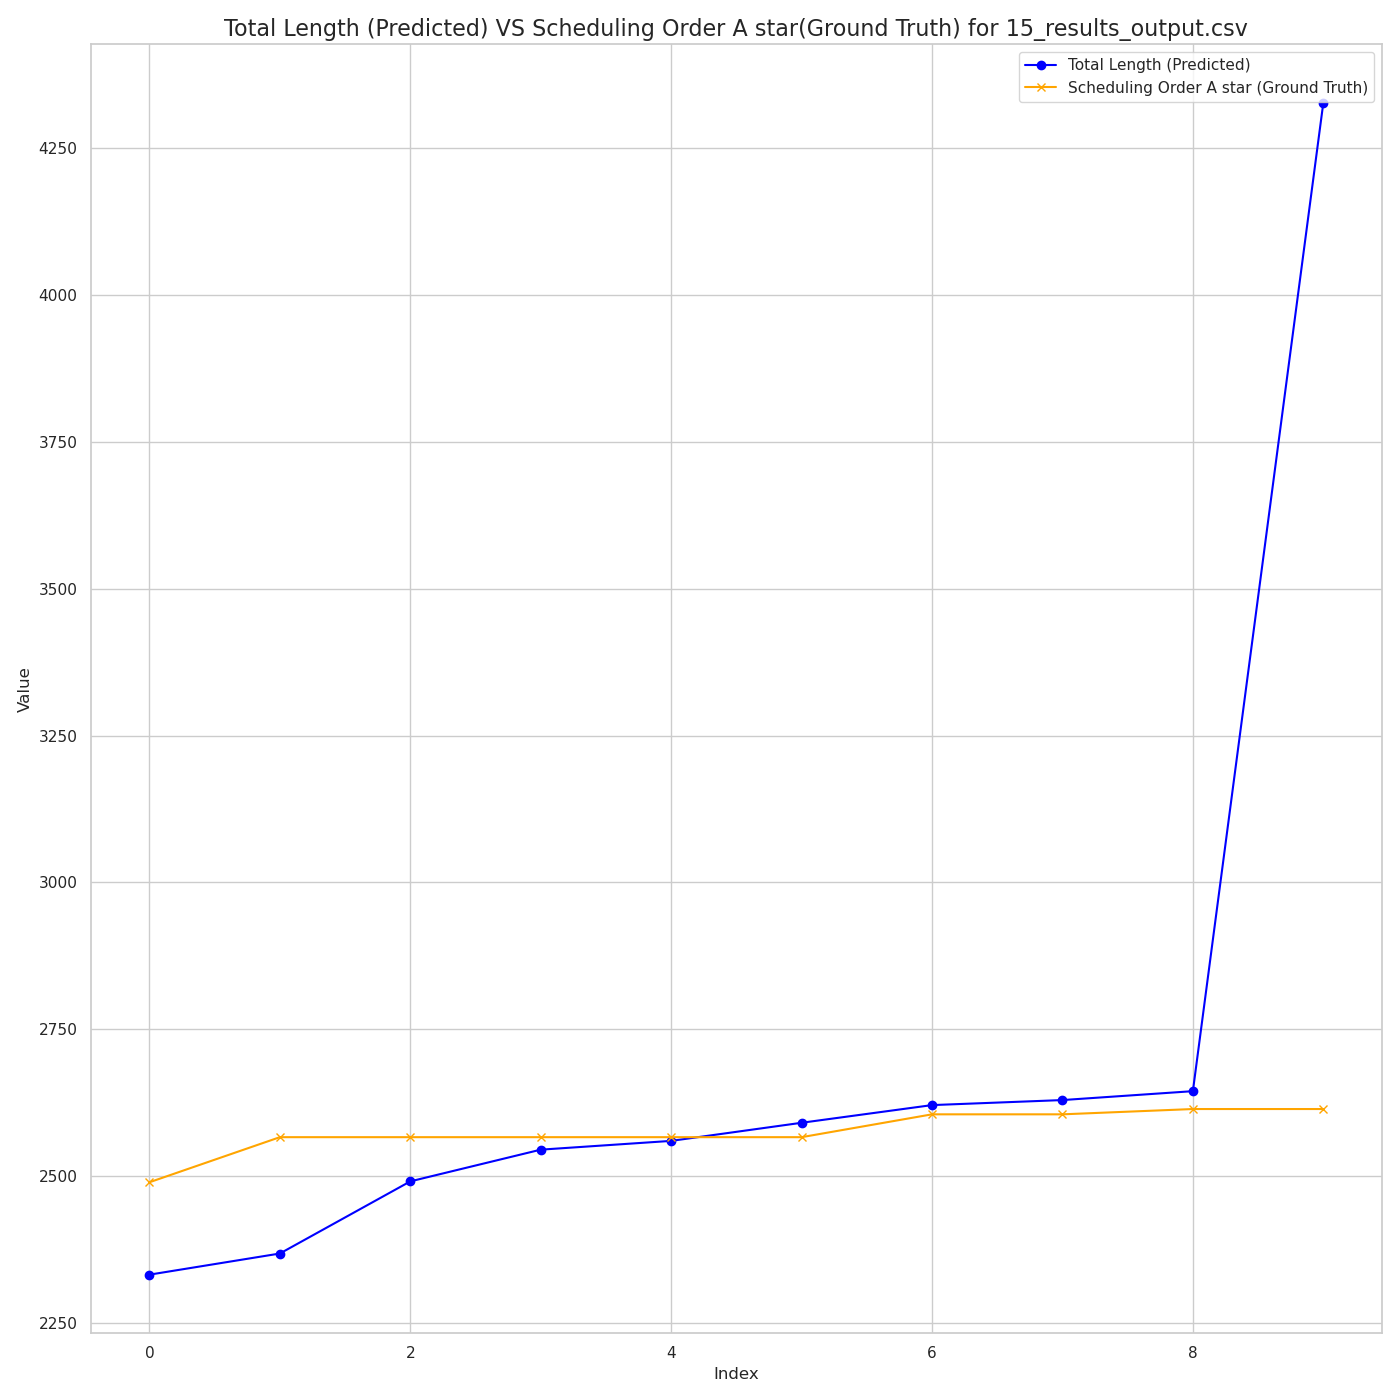 Total Length (Predicted) VS Scheduling Order A star(Ground Truth) for 15_results_output.csv
Total Length (Predicted)
Scheduling Order A star (Ground Truth)
4250
4000
3750
3500
3250
3000
2750
2500
2250
Value
0 2 4 6 8
Index